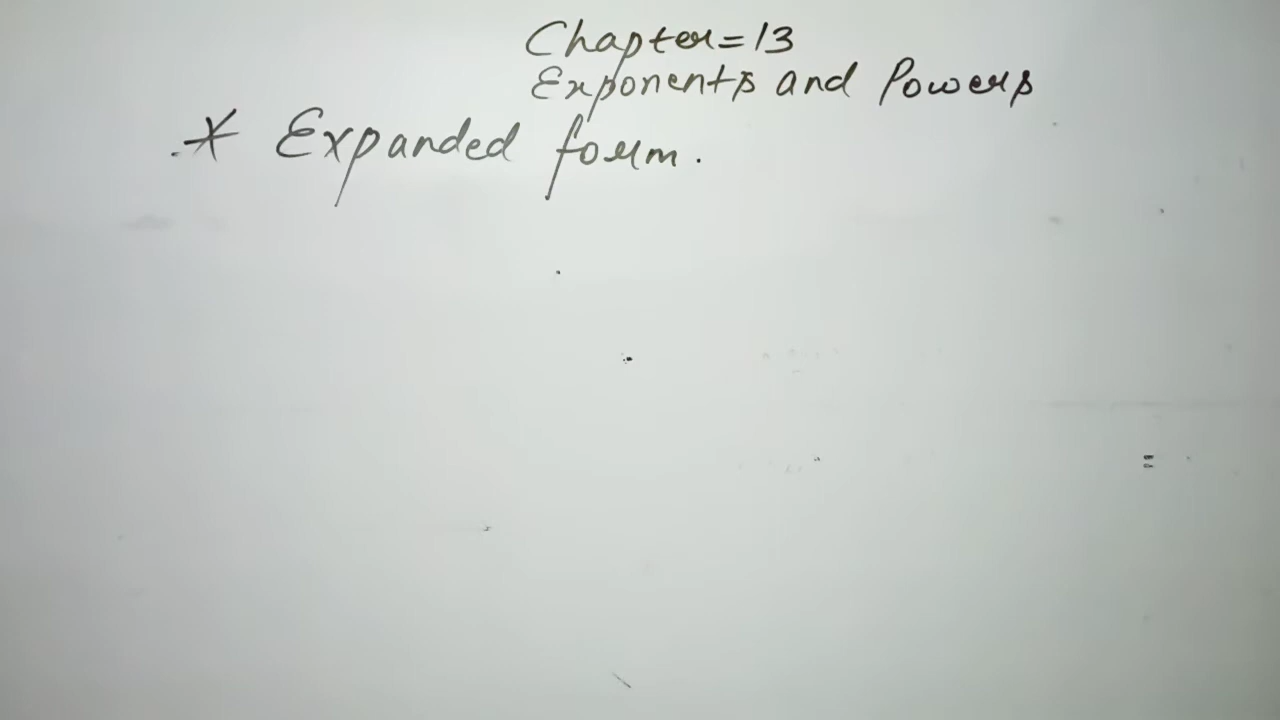 Chapter=13
Exponents and Powers
* Expanded form.
=